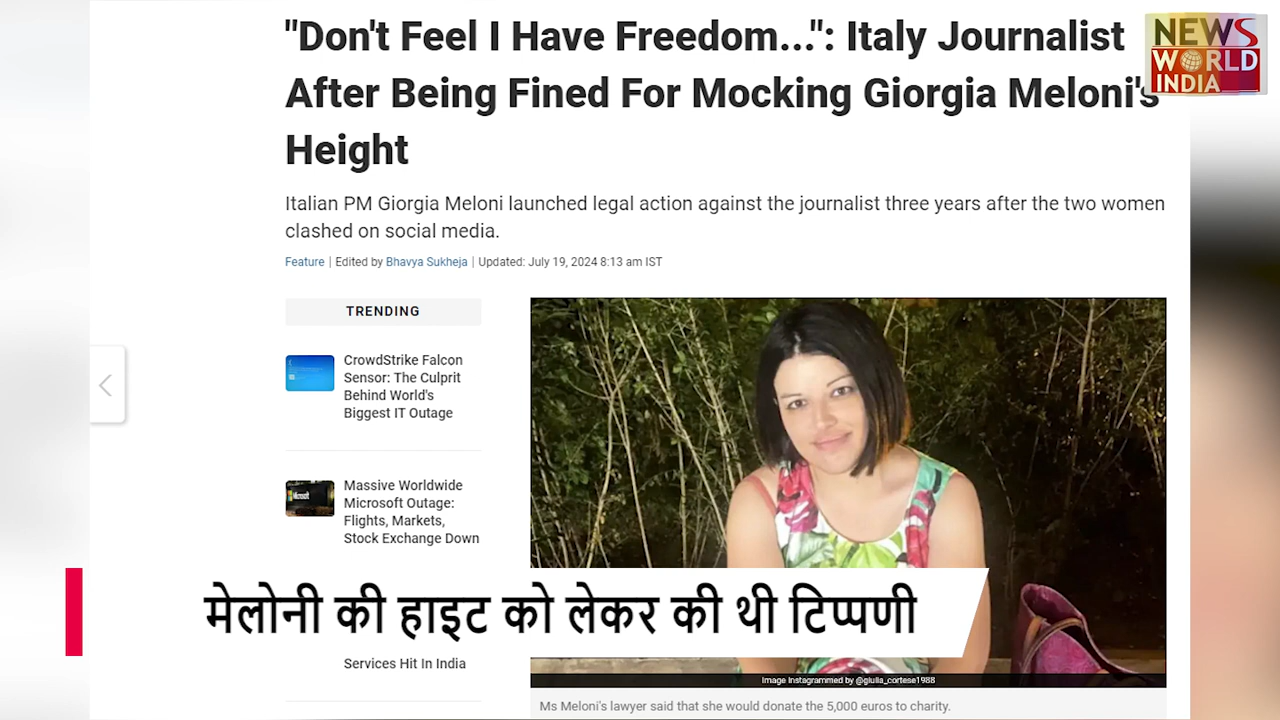 "Don't Feel I Have Freedom...": Italy Journalist
After Being Fined For Mocking Giorgia Meloni's
Height
NEWS
WORLD
INDIA
Italian PM Giorgia Meloni launched legal action against the journalist three years after the two women
clashed on social media.
Feature | Edited by Bhavya Sukheja | Updated: July 19, 2024 8:13 am IST
TRENDING
CrowdStrike Falcon
Sensor: The Culprit
Behind World's
Biggest IT Outage
Massive Worldwide
Microsoft Outage:
Flights, Markets,
Stock Exchange Down
Microsoft
मेलोनी की हाइट को लेकर की थी टिप्पणी
Services Hit In India
Image Instagrammed by @giulia_cortese1988
Ms Meloni's lawyer said that she would donate the 5,000 euros to charity.